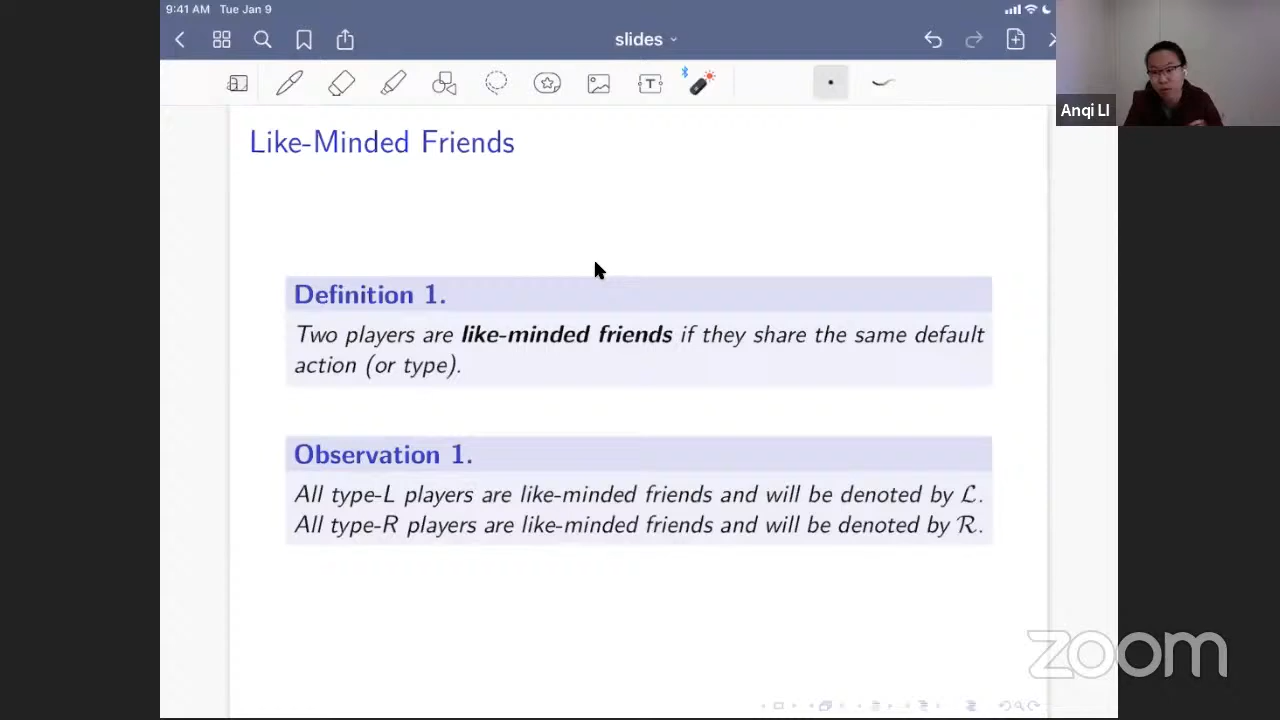 9:41 AM Tue Jan 9
slides
Anqi LI
Like-Minded Friends
Definition 1.
Two players are like-minded friends if they share the same default
action (or type).
Observation 1.
All type-L players are like-minded friends and will be denoted by ℒ.
All type-R players are like-minded friends and will be denoted by ℛ.
zoom